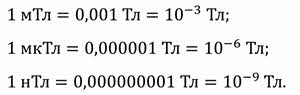 1 мТл = 0,001 Тл = 10⁻³ Тл;
1 мкТл = 0,000001 Тл = 10⁻⁶ Тл;
1 нТл = 0,000000001 Тл = 10⁻⁹ Тл.